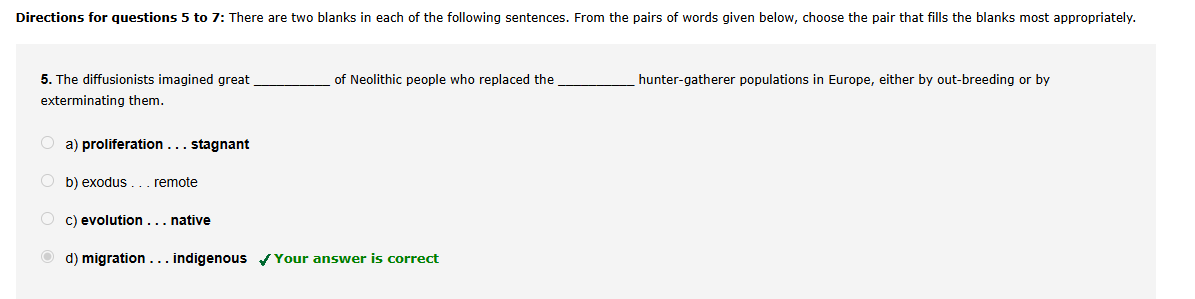 Directions for questions 5 to 7: There are two blanks in each of the following sentences. From the pairs of words given below, choose the pair that fills the blanks most appropriately.
5. The diffusionists imagined great __________ of Neolithic people who replaced the __________ hunter-gatherer populations in Europe, either by out-breeding or by
exterminating them.
a) proliferation . . . stagnant
b) exodus . . . remote
c) evolution . . . native
d) migration . . . indigenous ✓Your answer is correct